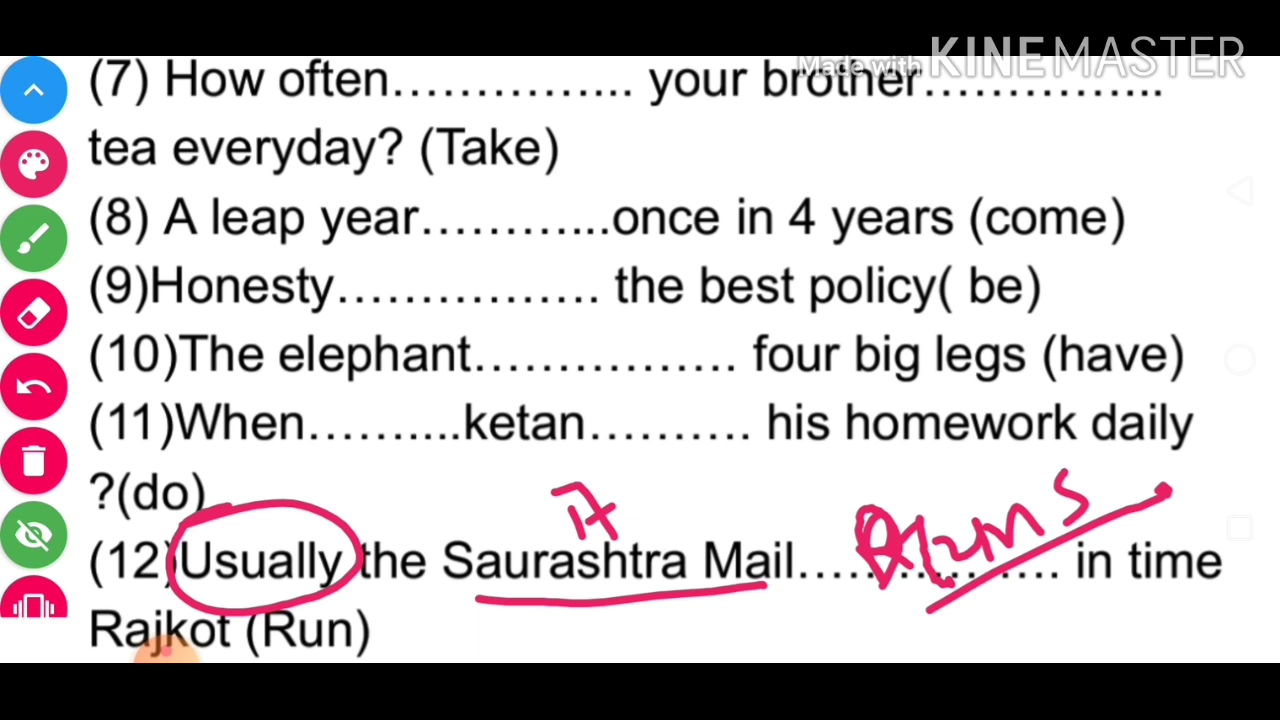 Made with KINEMASTER
(7) How often…………... your brother…………...
tea everyday? (Take)
(8) A leap year………...once in 4 years (come)
(9)Honesty……………. the best policy( be)
(10)The elephant……………. four big legs (have)
(11)When……....ketan………. his homework daily
?(do)
It runs
(12)Usually the Saurashtra Mail……………. in time
Rajkot (Run)